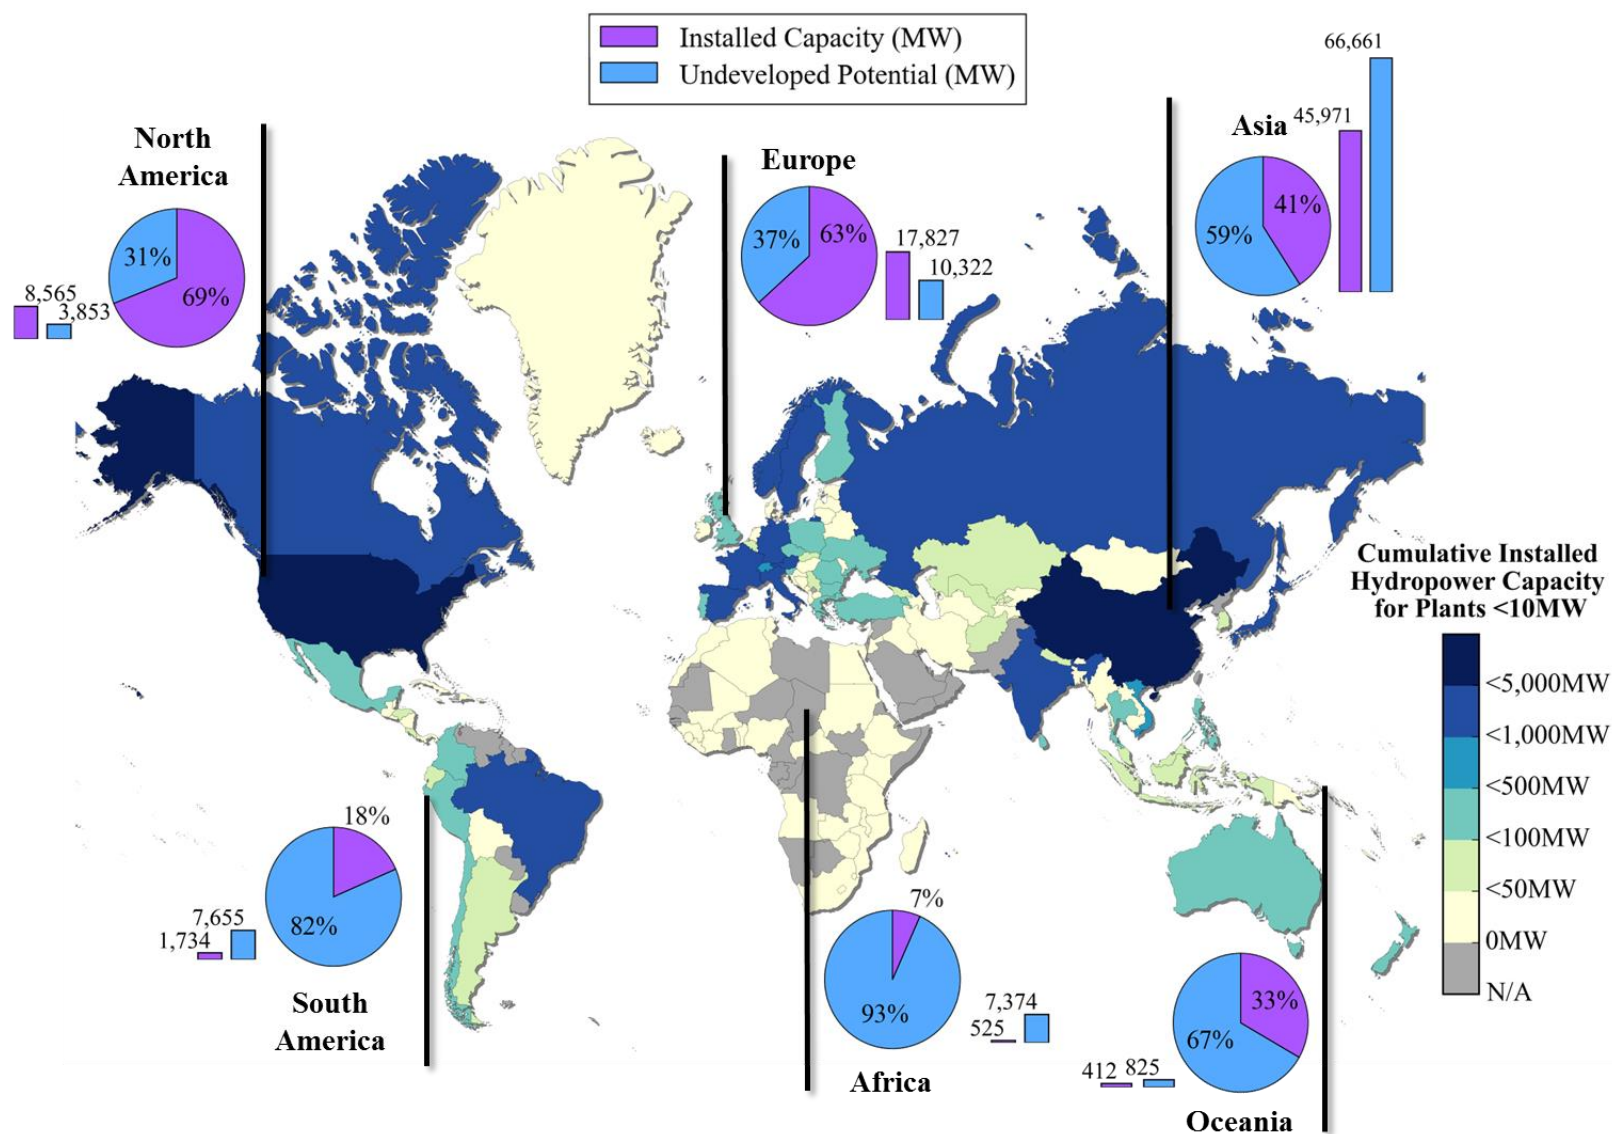 Installed Capacity (MW)
Undeveloped Potential (MW)
North
America
31%
69%
8,565
3,853
Europe
37%
63%
17,827
10,322
Asia
45,971
66,661
41%
59%
Cumulative Installed
Hydropower Capacity
for Plants <10MW
<5,000MW
<1,000MW
<500MW
<100MW
<50MW
0MW
N/A
18%
82%
7,655
1,734
South
America
7%
93%
7,374
525
Africa
33%
67%
412
825
Oceania